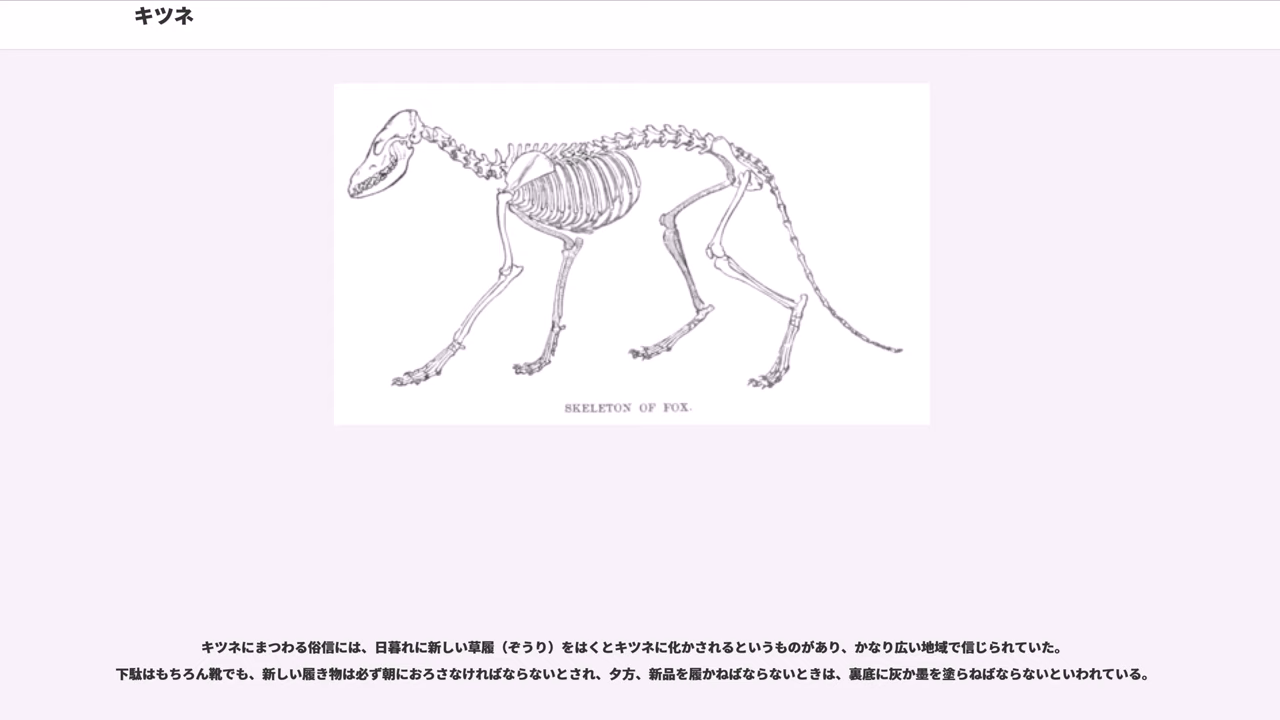 キツネ
SKELETON OF FOX.
キツネにまつわる俗信には、日暮れに新しい草履（ぞうり）をはくとキツネに化かされるというものがあり、かなり広い地域で信じられていた。
下駄はもちろん靴でも、新しい履き物は必ず朝におろさなければならないとされ、夕方、新品を履かねばならないときは、裏底に灰か墨を塗らねばならないといわれている。